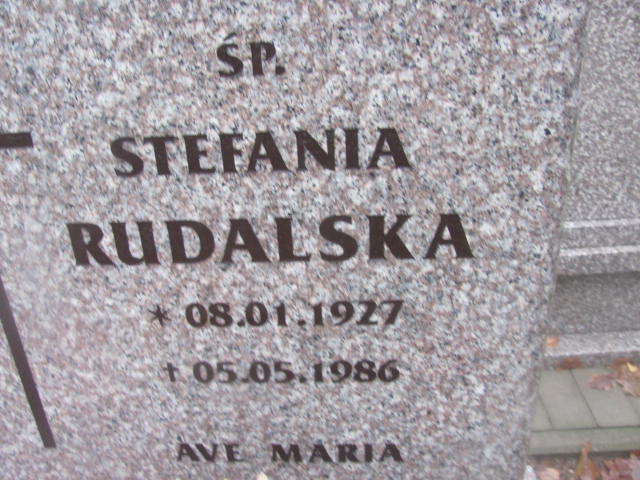 ŚP.
STEFANIA
RUDALSKA
* 08.01.1927
† 05.05.1986
AVE MARIA